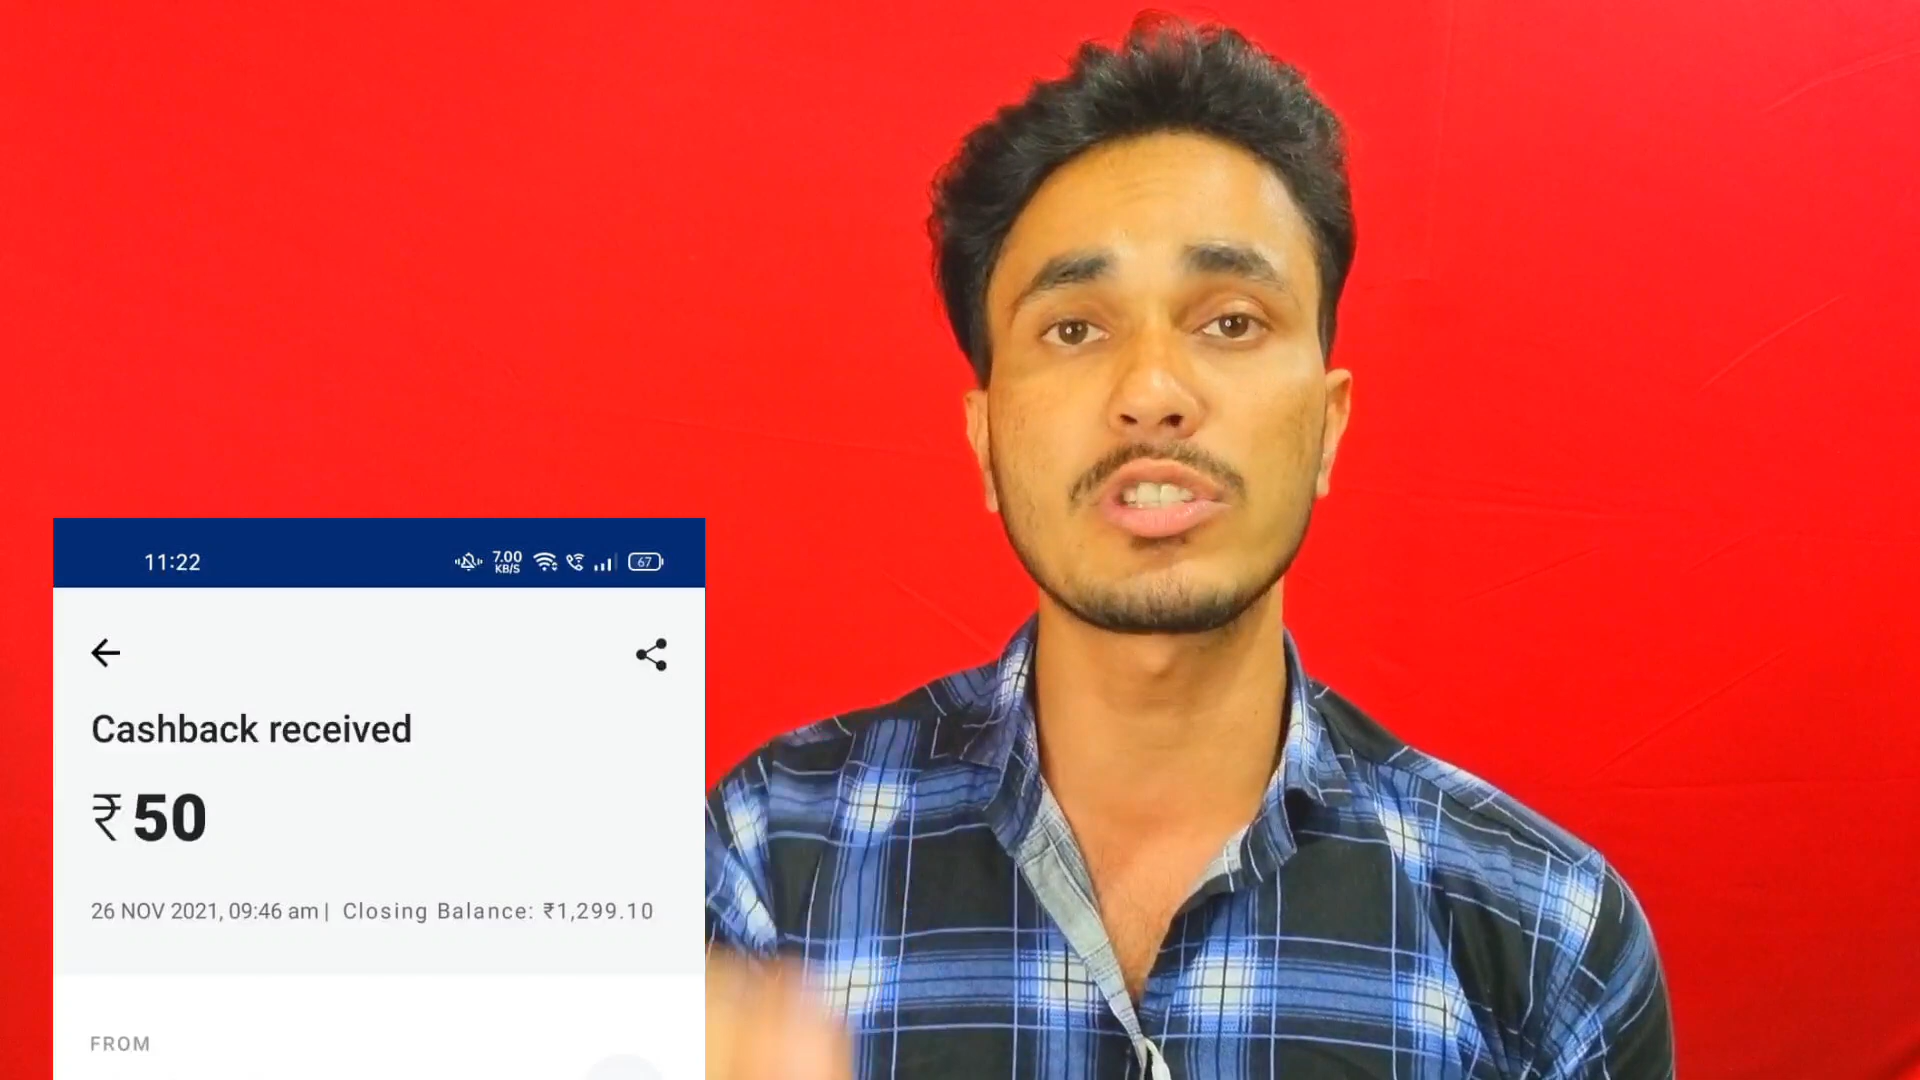 11:22
7.00
KB/S
67
Cashback received
₹50
26 NOV 2021, 09:46 am | Closing Balance: ₹1,299.10
FROM